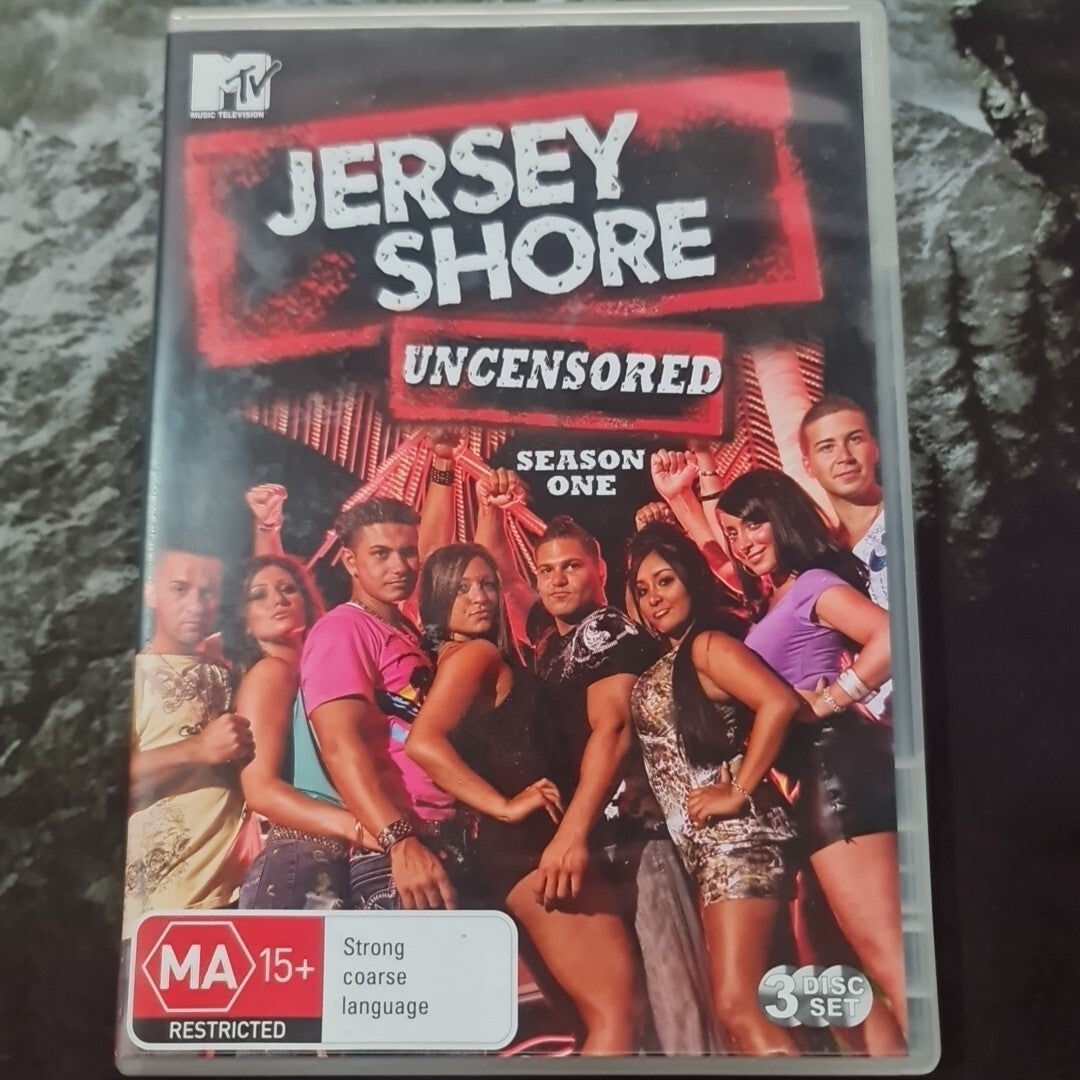 MTV
MUSIC TELEVISION
JERSEY
SHORE
UNCENSORED
SEASON
ONE
MA 15+
RESTRICTED
Strong
coarse
language
3 DISC
SET